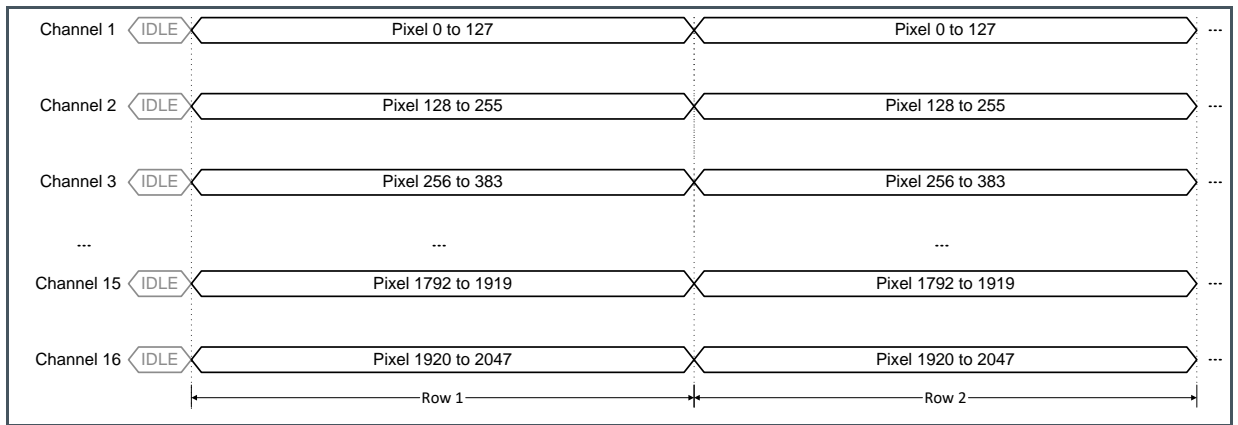 Channel 1 IDLE Pixel 0 to 127 Pixel 0 to 127 ---
Channel 2 IDLE Pixel 128 to 255 Pixel 128 to 255 ---
Channel 3 IDLE Pixel 256 to 383 Pixel 256 to 383 ---
--- --- ---
Channel 15 IDLE Pixel 1792 to 1919 Pixel 1792 to 1919 ---
Channel 16 IDLE Pixel 1920 to 2047 Pixel 1920 to 2047 ---
Row 1 Row 2